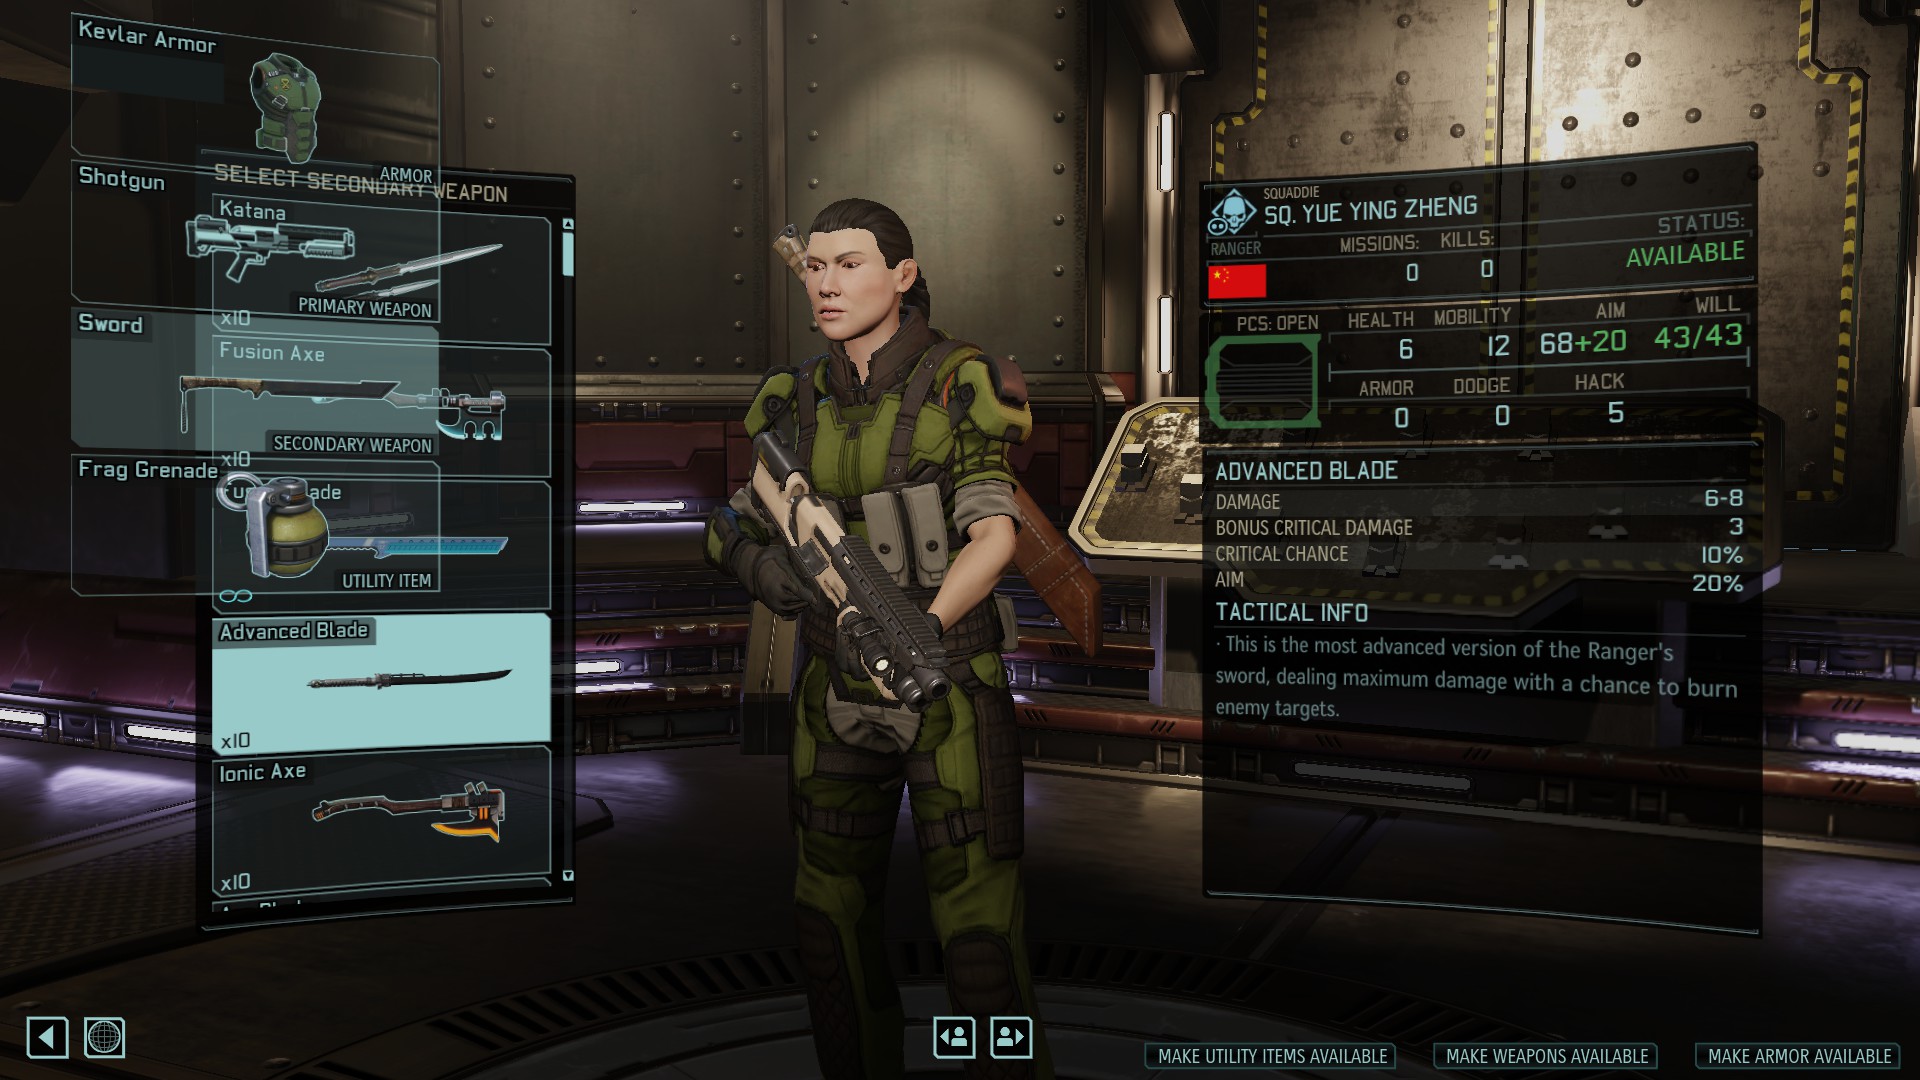 Kevlar Armor
ARMOR
Shotgun
PRIMARY WEAPON
Sword
SECONDARY WEAPON
Frag Grenade
UTILITY ITEM
SELECT SECONDARY WEAPON
Katana
x10
Fusion Axe
x10
Advanced Blade
x10
Ionic Axe
x10
SQUADDIE
SQ. YUE YING ZHENG
RANGER
MISSIONS: KILLS:
0 0
STATUS:
AVAILABLE
PCS: OPEN
HEALTH MOBILITY AIM WILL
6 12 68+20 43/43
ARMOR DODGE HACK
0 0 5
ADVANCED BLADE
DAMAGE 6-8
BONUS CRITICAL DAMAGE 3
CRITICAL CHANCE 10%
AIM 20%
TACTICAL INFO
· This is the most advanced version of the Ranger's
sword, dealing maximum damage with a chance to burn
enemy targets.
MAKE UTILITY ITEMS AVAILABLE
MAKE WEAPONS AVAILABLE
MAKE ARMOR AVAILABLE